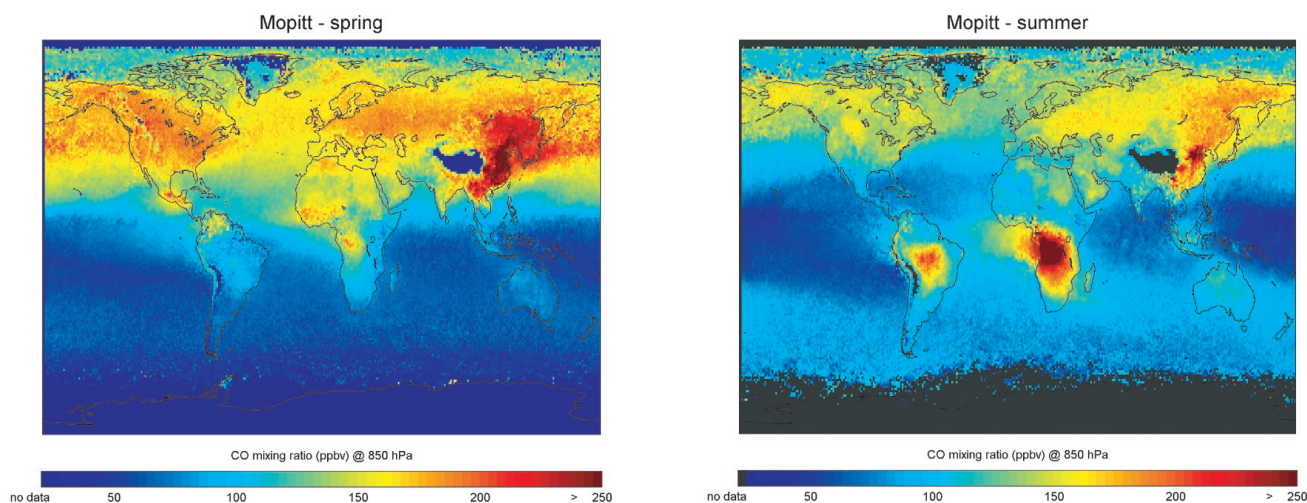 Mopitt - spring
CO mixing ratio (ppbv) @ 850 hPa
no data 50 100 150 200 > 250
Mopitt - summer
CO mixing ratio (ppbv) @ 850 hPa
no data 50 100 150 200 > 250